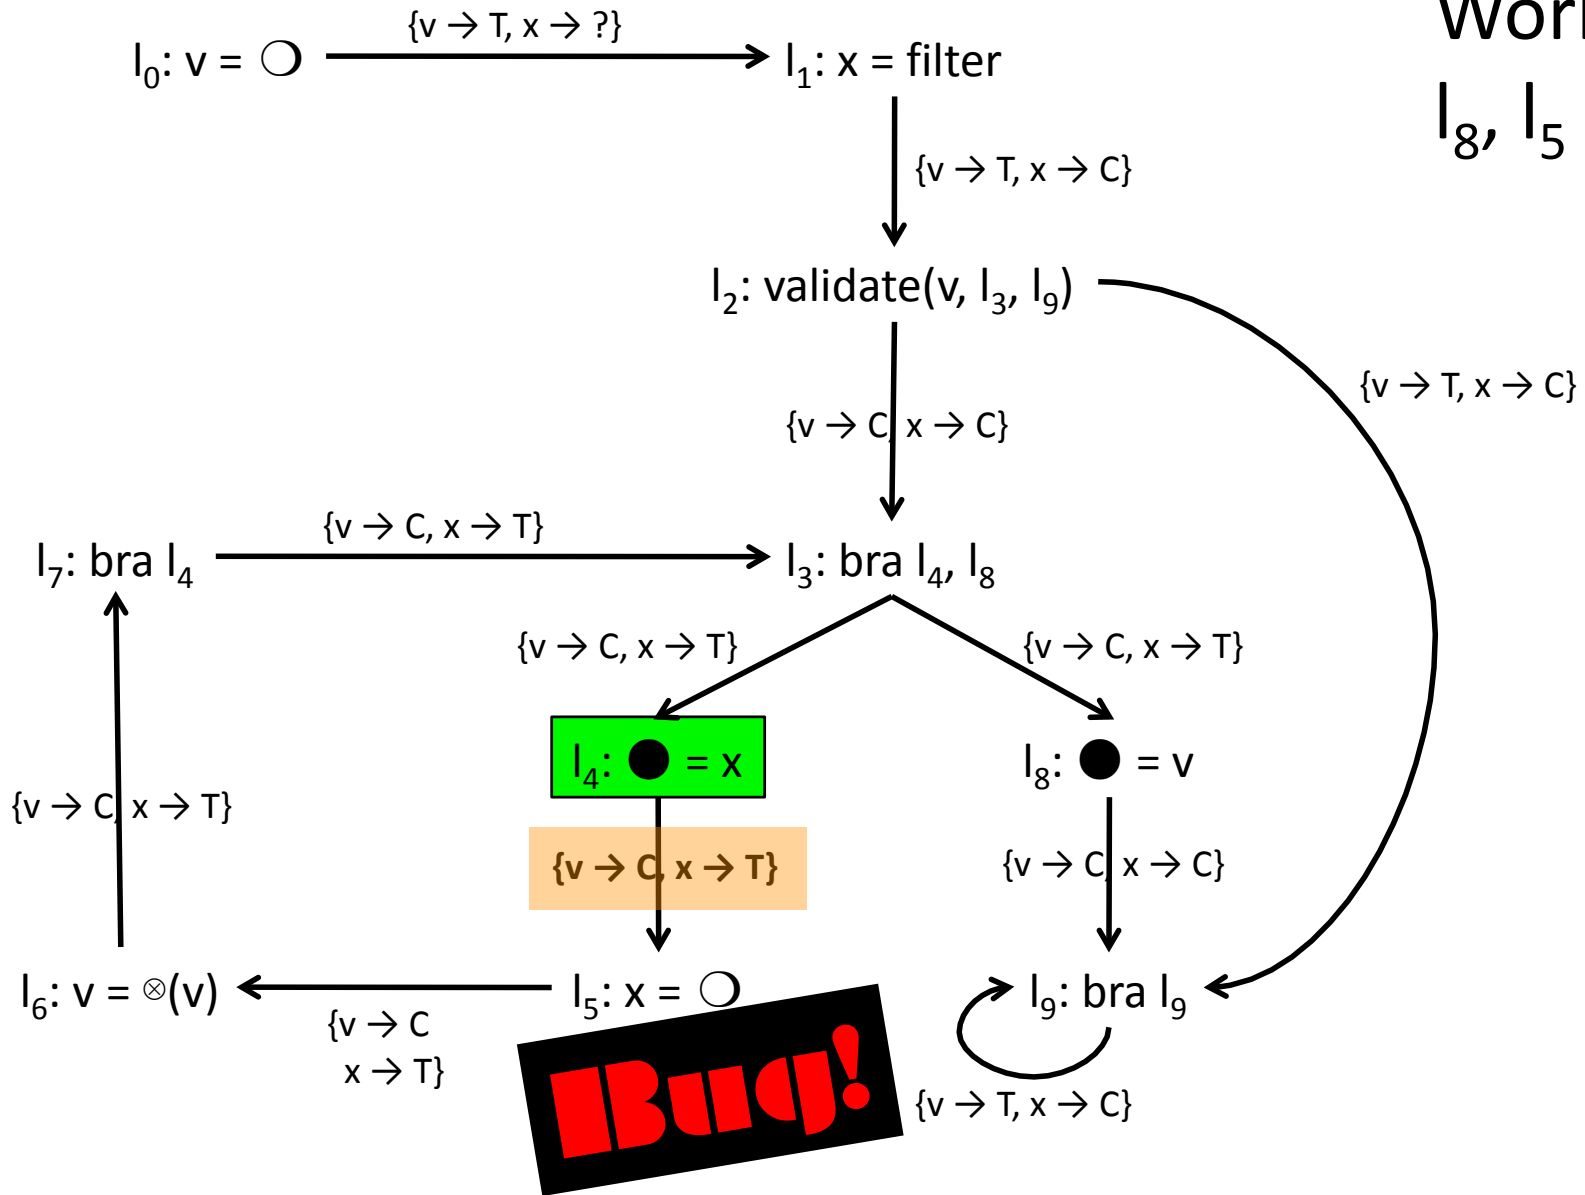 Worl
l8, l5
{v → T, x → ?}
l0: v = ❍
l1: x = filter
{v → T, x → C}
l2: validate(v, l3, l9)
{v → T, x → C}
{v → C, x → C}
{v → C, x → T}
l7: bra l4
l3: bra l4, l8
{v → C, x → T}
{v → C, x → T}
l4: ● = x
l8: ● = v
{v → C, x → T}
{v → C, x → T}
{v → C, x → C}
l6: v = ⊗(v)
l5: x = ❍
l9: bra l9
{v → C
x → T}
Bug!
{v → T, x → C}